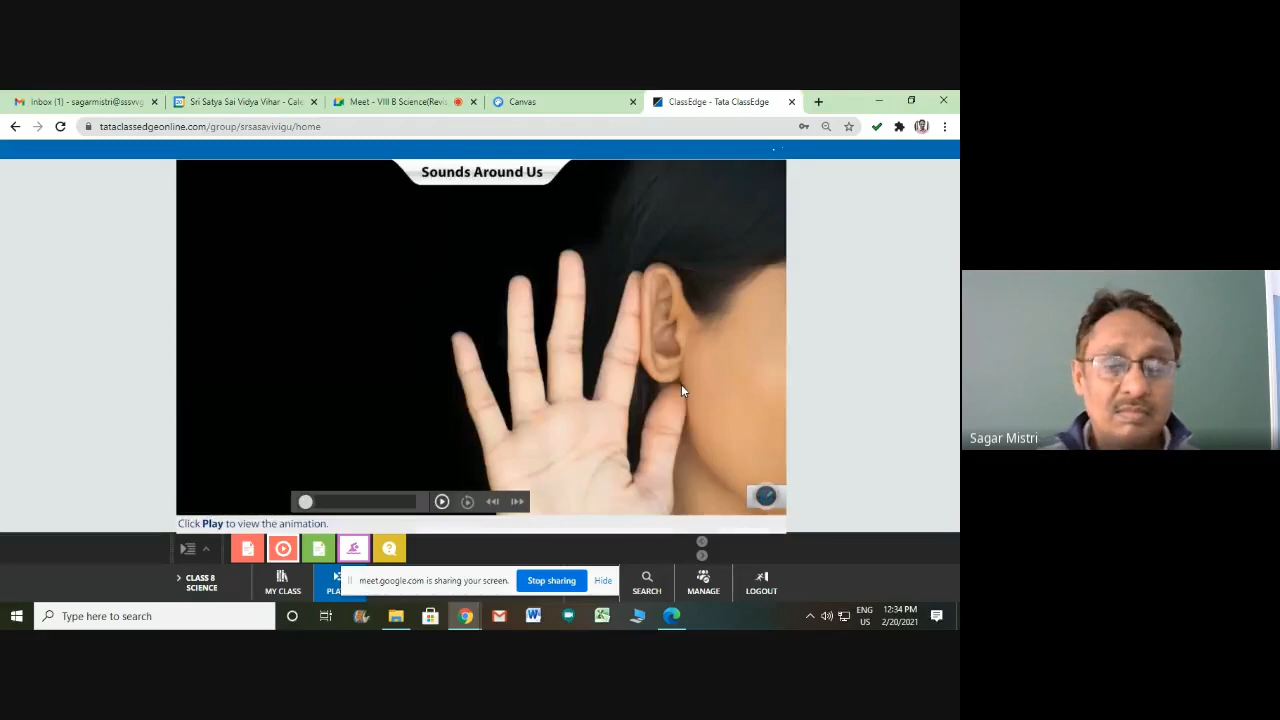 Inbox (1) - sagarmistri@sssvvg
Sri Satya Sai Vidya Vihar - Cale
Meet - VIII B Science(Revis
Canvas
ClassEdge - Tata ClassEdge
tataclassedgeonline.com/group/srsasavivigu/home
Sounds Around Us
Click Play to view the animation.
Sagar Mistri
CLASS 8
SCIENCE
MY CLASS
meet.google.com is sharing your screen.
Stop sharing
Hide
SEARCH
MANAGE
LOGOUT
Type here to search
ENG
US
12:34 PM
2/20/2021